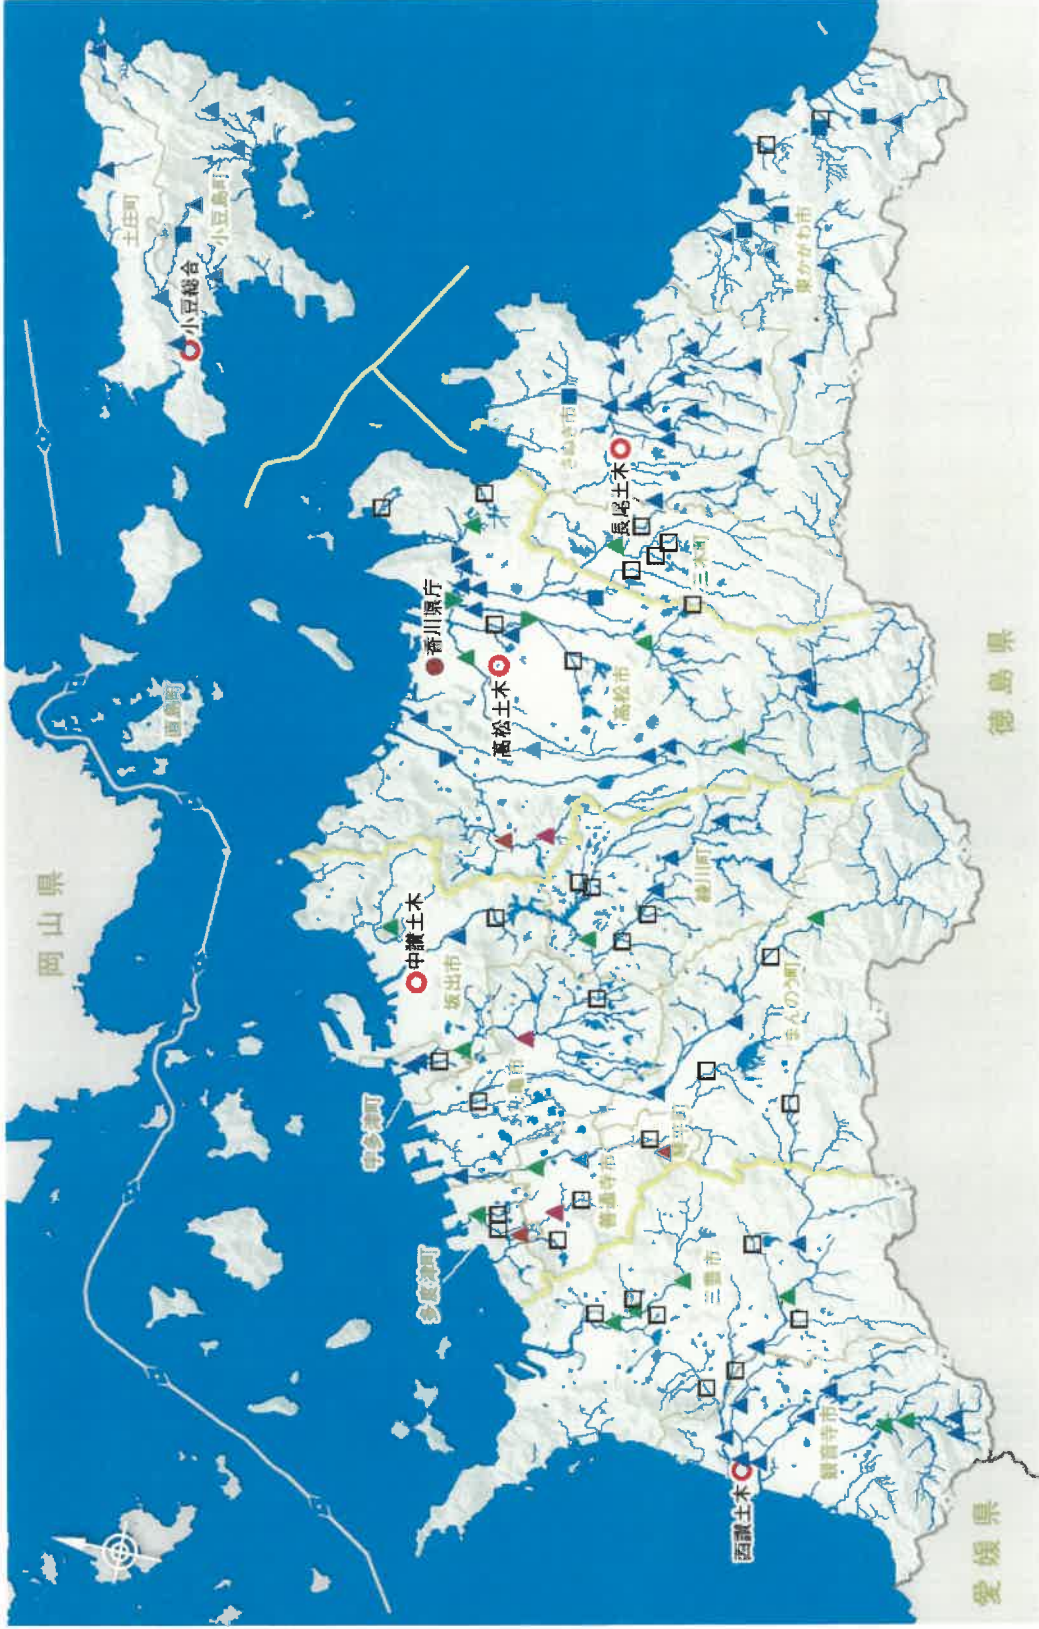 岡山県
土庄町
小豆島町
小豆総合
直島町
香川県庁
高松土木
高松市
さぬき市
長尾土木
三木町
東かがわ市
中讃土木
坂出市
綾川町
宇多津町
丸亀市
まんのう町
多度津町
善通寺市
琴平町
三豊市
西讃土木
観音寺市
徳島県
愛媛県